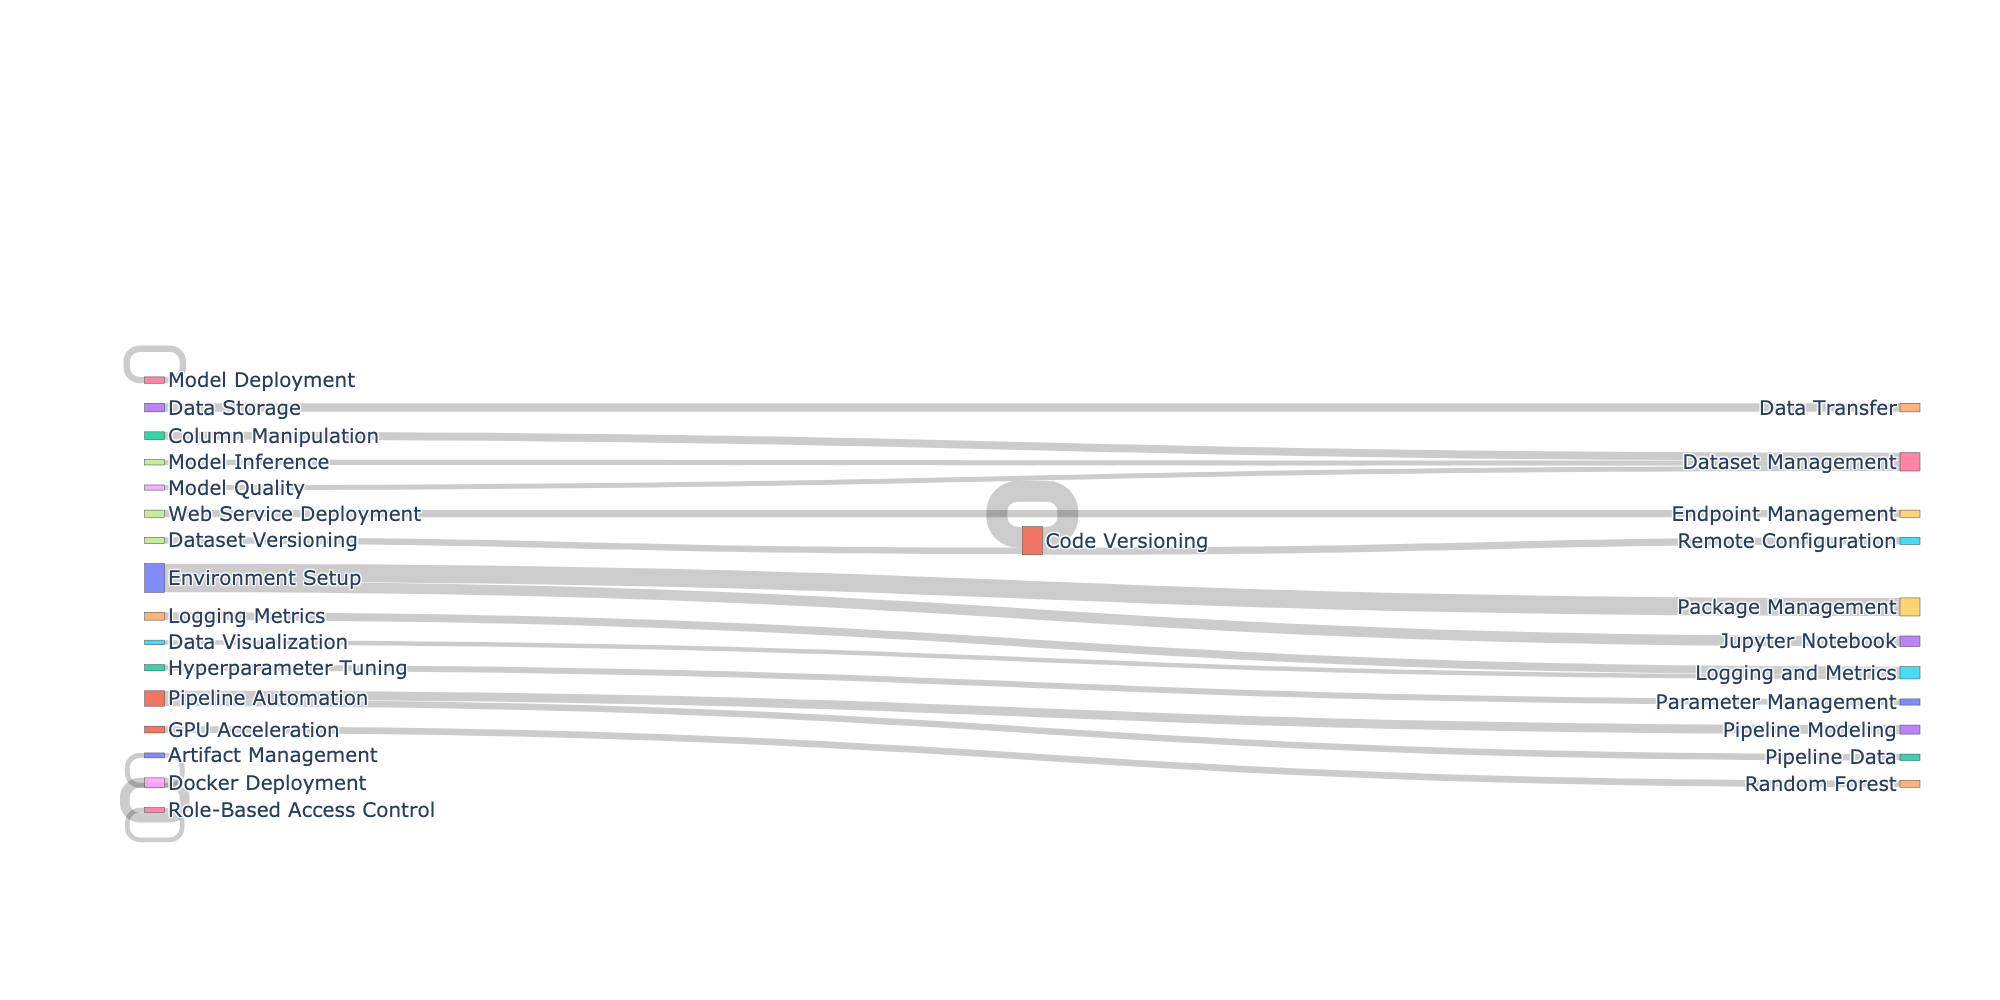 Model Deployment
Data Storage
Column Manipulation
Model Inference
Model Quality
Web Service Deployment
Dataset Versioning
Environment Setup
Logging Metrics
Data Visualization
Hyperparameter Tuning
Pipeline Automation
GPU Acceleration
Artifact Management
Docker Deployment
Role-Based Access Control
Code Versioning
Data Transfer
Dataset Management
Endpoint Management
Remote Configuration
Package Management
Jupyter Notebook
Logging and Metrics
Parameter Management
Pipeline Modeling
Pipeline Data
Random Forest